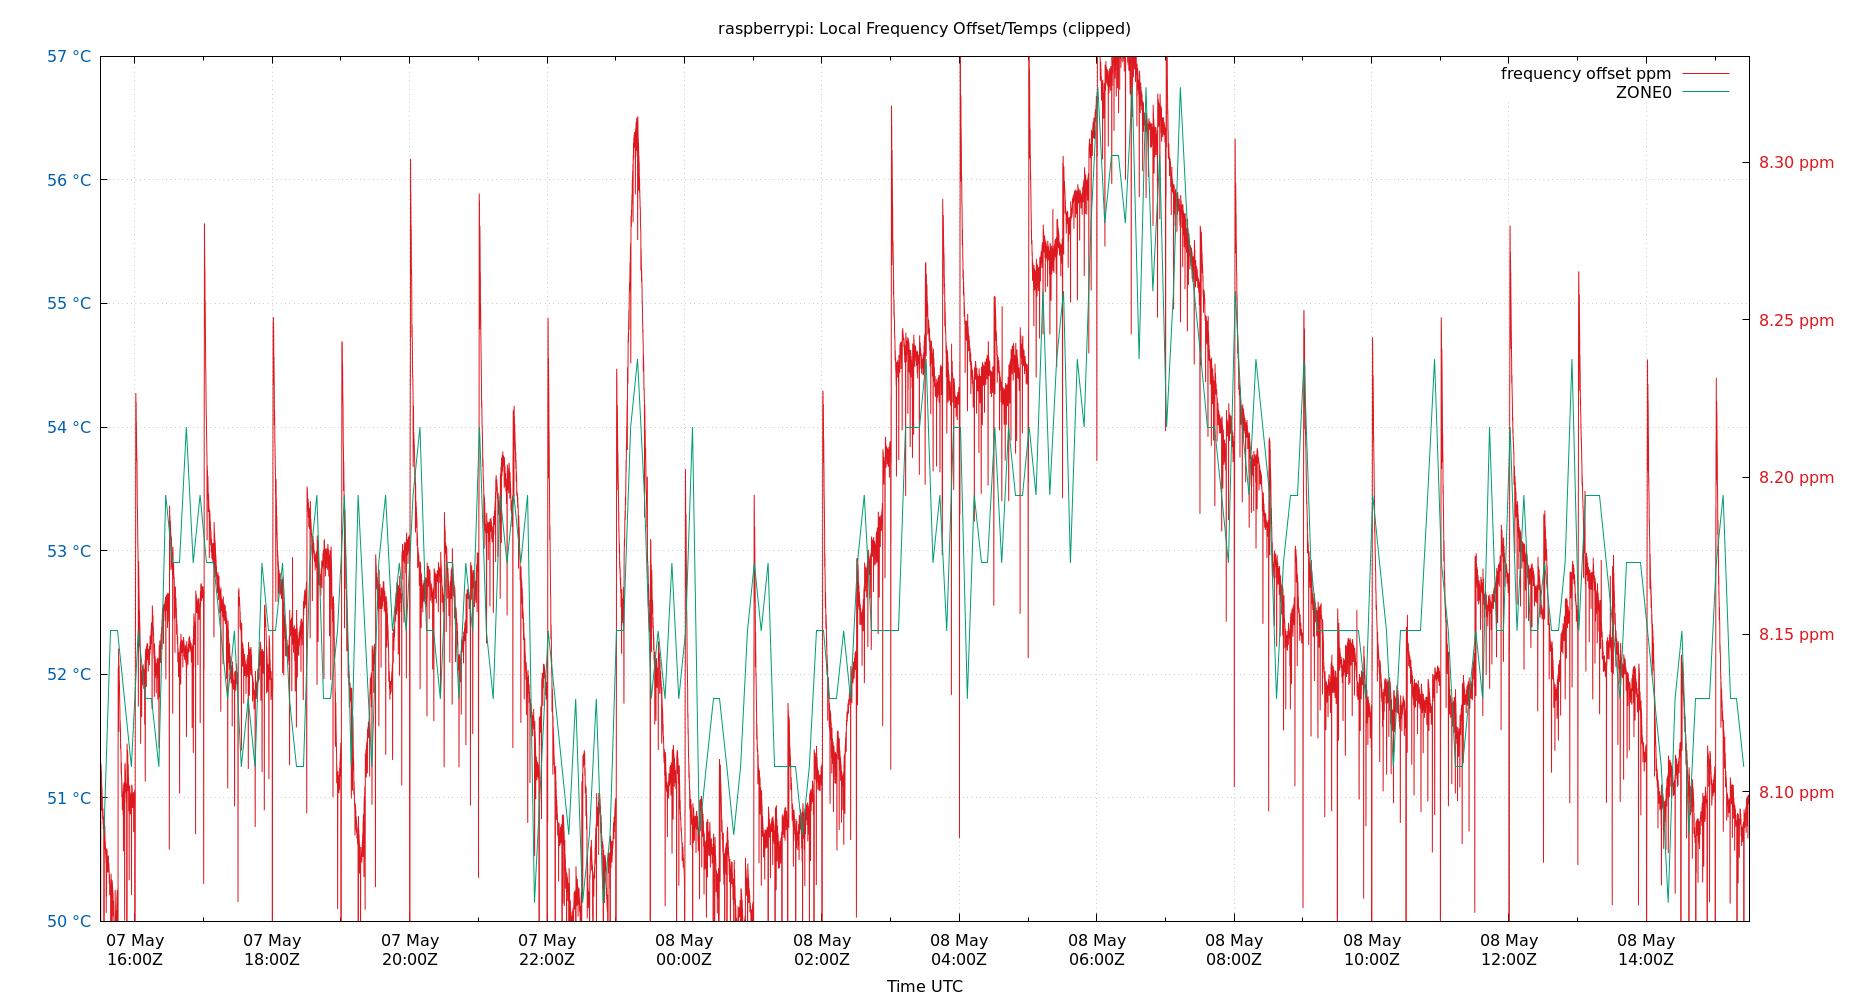 raspberrypi: Local Frequency Offset/Temps (clipped)
57 °C
56 °C
55 °C
54 °C
53 °C
52 °C
51 °C
50 °C
frequency offset ppm
ZONE0
8.30 ppm
8.25 ppm
8.20 ppm
8.15 ppm
8.10 ppm
07 May 07 May 07 May 07 May 08 May 08 May 08 May 08 May 08 May 08 May 08 May 08 May
16:00Z 18:00Z 20:00Z 22:00Z 00:00Z 02:00Z 04:00Z 06:00Z 08:00Z 10:00Z 12:00Z 14:00Z
Time UTC